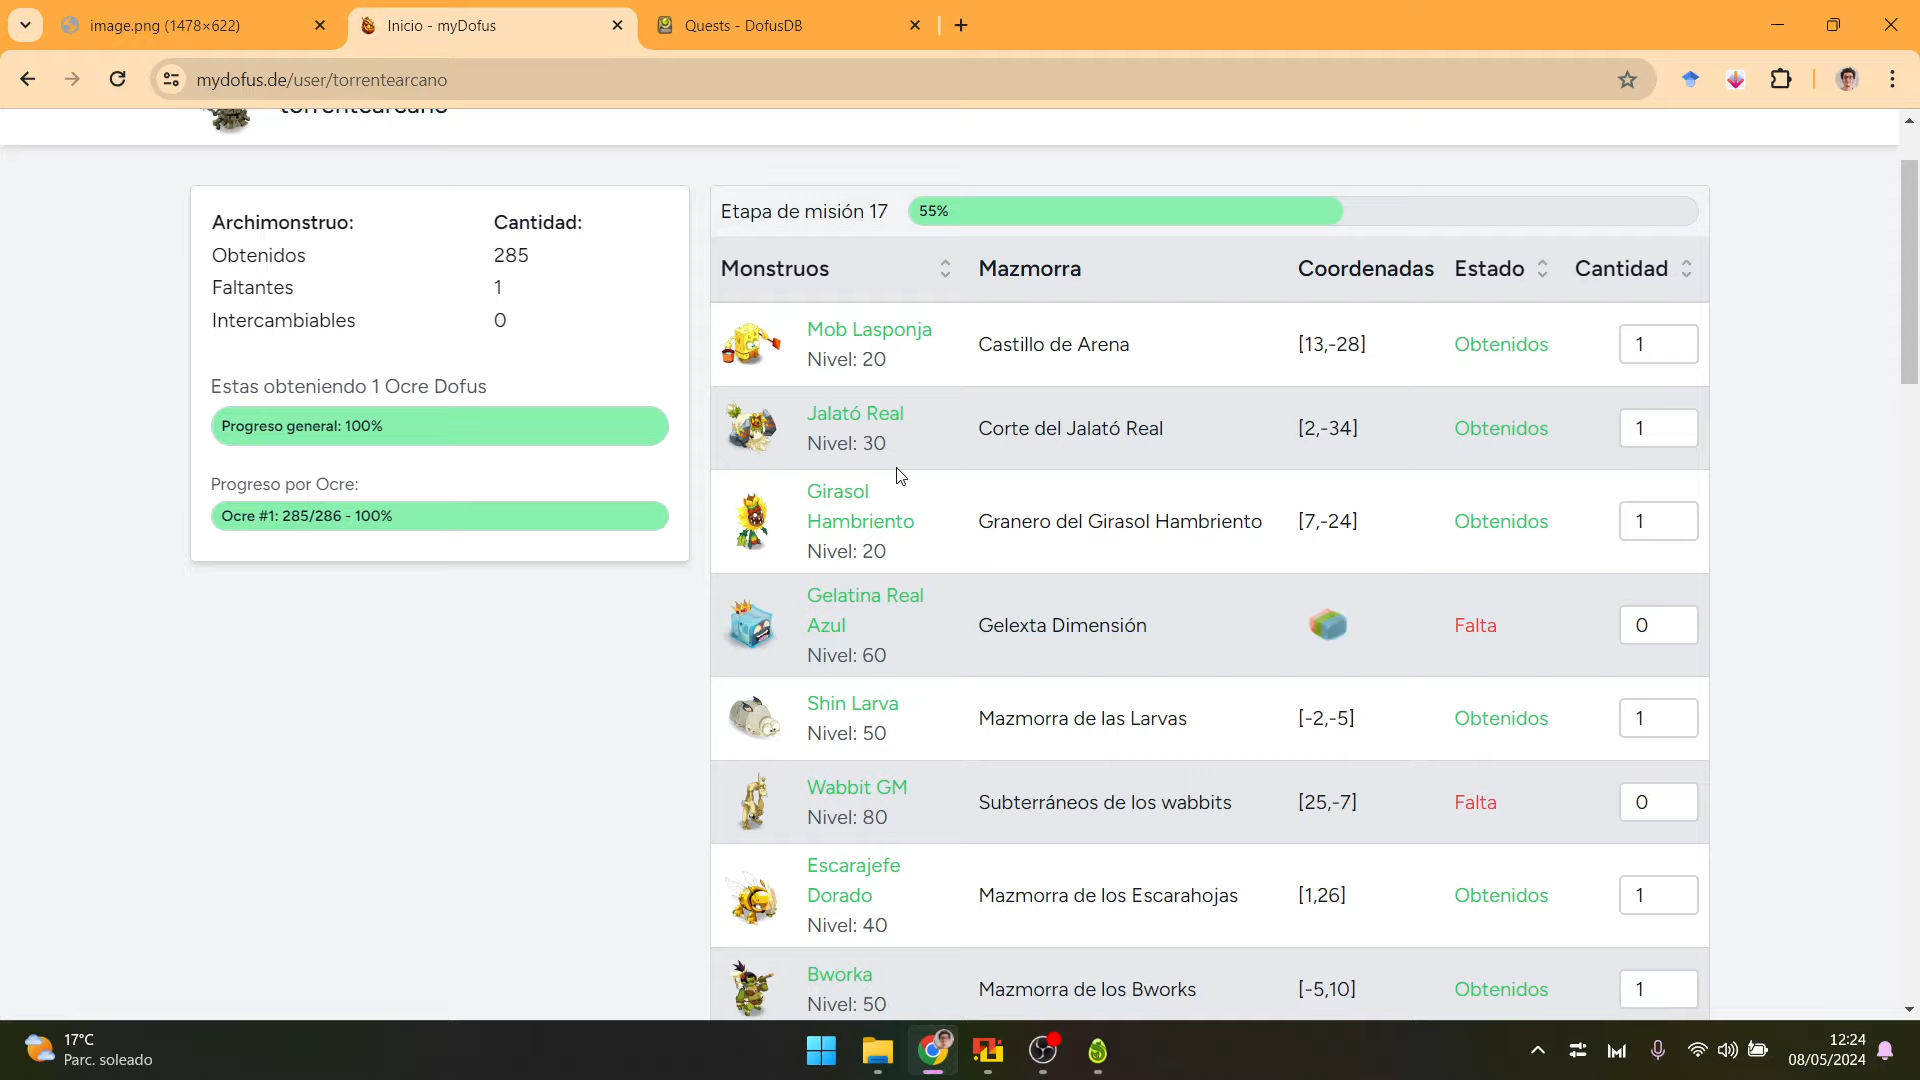 image.png (1478×622)
Inicio - myDofus
Quests - DofusDB
mydofus.de/user/torrentearcano
torrentearcano
Archimonstruo: Cantidad:
Obtenidos 285
Faltantes 1
Intercambiables 0
Estas obteniendo 1 Ocre Dofus
Progreso general: 100%
Progreso por Ocre:
Ocre #1: 285/286 - 100%
Etapa de misión 17 55%
Monstruos Mazmorra Coordenadas Estado Cantidad
Mob Lasponja
Nivel: 20
Castillo de Arena [13,-28] Obtenidos 1
Jalató Real
Nivel: 30
Corte del Jalató Real [2,-34] Obtenidos 1
Girasol
Hambriento
Nivel: 20
Granero del Girasol Hambriento [7,-24] Obtenidos 1
Gelatina Real
Azul
Nivel: 60
Gelexta Dimensión Falta 0
Shin Larva
Nivel: 50
Mazmorra de las Larvas [-2,-5] Obtenidos 1
Wabbit GM
Nivel: 80
Subterráneos de los wabbits [25,-7] Falta 0
Escarajefe
Dorado
Nivel: 40
Mazmorra de los Escarahojas [1,26] Obtenidos 1
Bworka
Nivel: 50
Mazmorra de los Bworks [-5,10] Obtenidos 1
17°C
Parc. soleado
12:24
08/05/2024